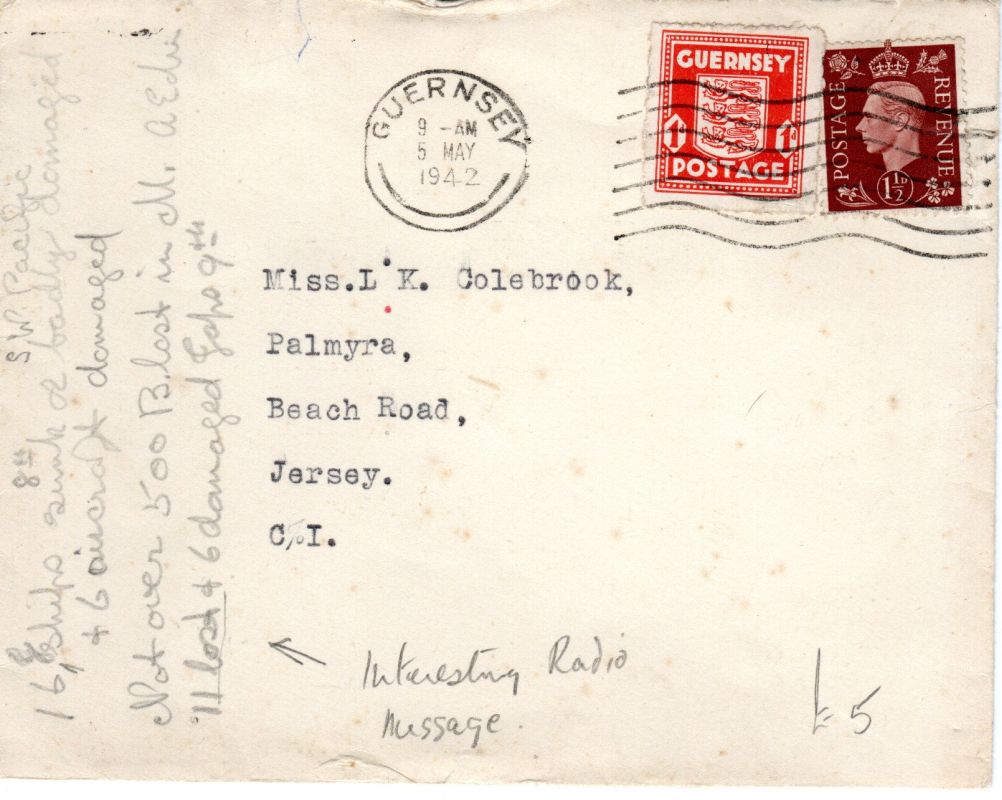 GUERNSEY
9 - AM
5 MAY
1942
GUERNSEY
1D 1D
POSTAGE
POSTAGE REVENUE
1½D
Miss.L K. Colebrook,
Palmyra,
Beach Road,
Jersey.
C.I.
S W. Pacific
8th
16 E ships sunk or badly damaged
+ 6 aircraft damaged
Not over 500 B. lost in M.
11 lost + 6 damaged Japs 9th
Interesting Radio
Message.
£5